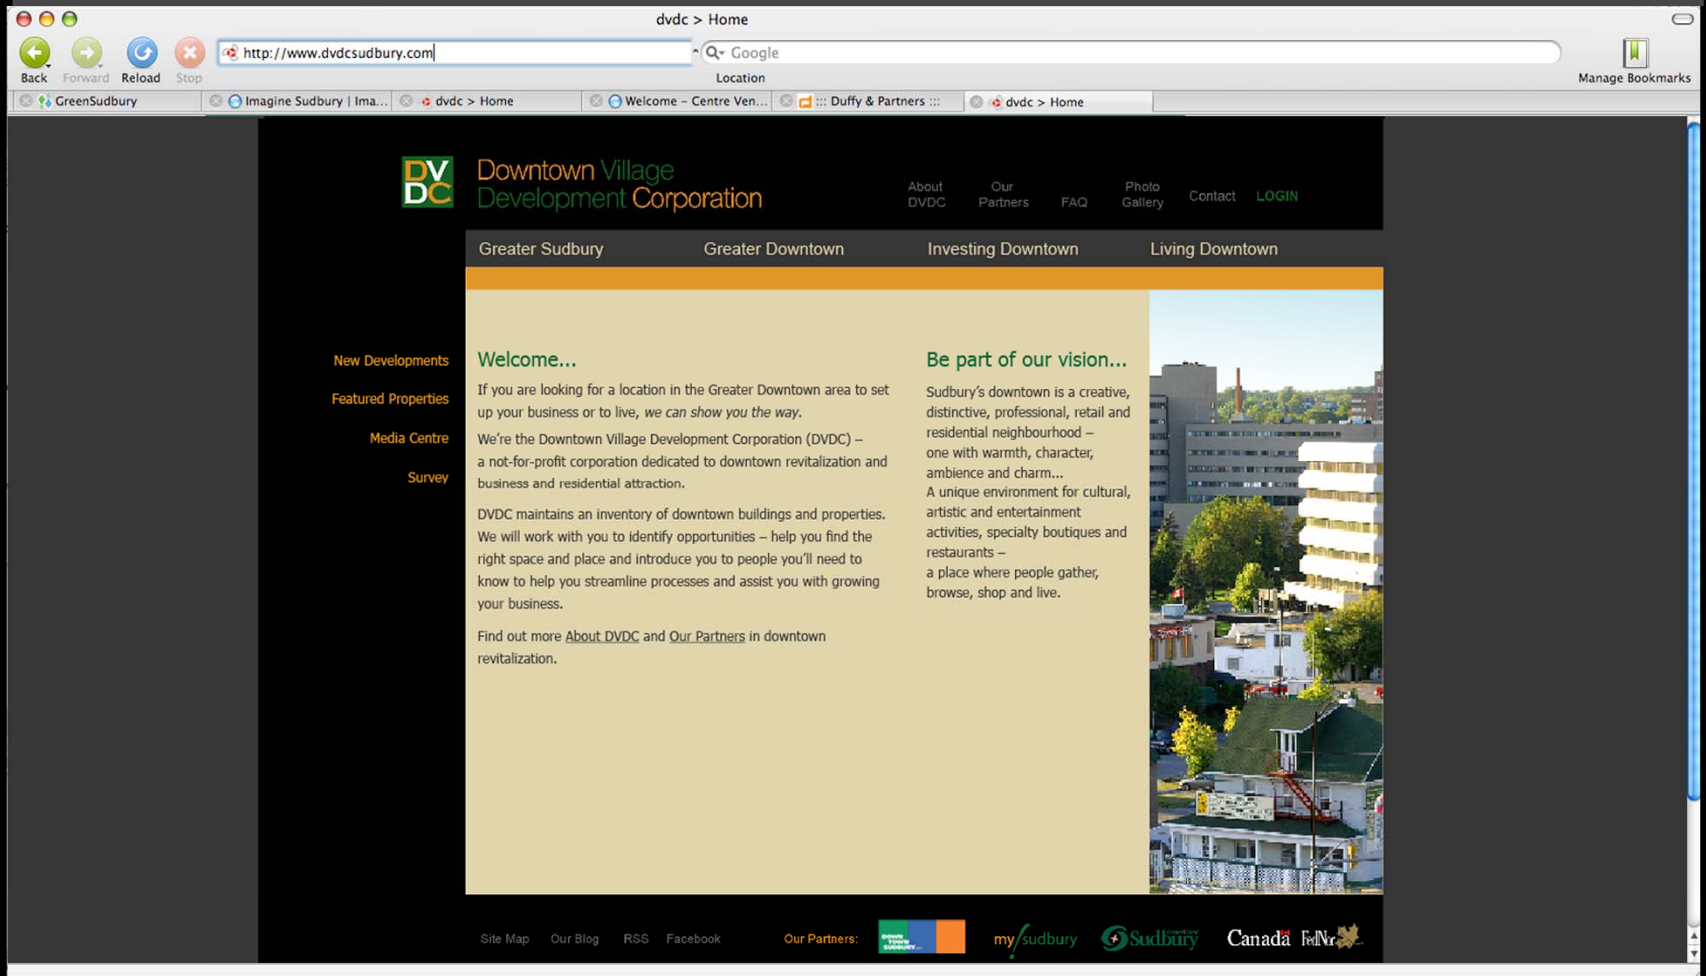 dvdc > Home
http://www.dvdcsudbury.com
Google
Back
Forward
Reload
Stop
Location
Manage Bookmarks
GreenSudbury
Imagine Sudbury | Ima...
dvdc > Home
Welcome – Centre Ven...
::: Duffy & Partners :::
dvdc > Home
DV
DC
Downtown Village
Development Corporation
About
DVDC
Our
Partners
FAQ
Photo
Gallery
Contact
LOGIN
Greater Sudbury
Greater Downtown
Investing Downtown
Living Downtown
New Developments
Featured Properties
Media Centre
Survey
Welcome...
If you are looking for a location in the Greater Downtown area to set
up your business or to live, we can show you the way.
We're the Downtown Village Development Corporation (DVDC) –
a not-for-profit corporation dedicated to downtown revitalization and
business and residential attraction.
DVDC maintains an inventory of downtown buildings and properties.
We will work with you to identify opportunities – help you find the
right space and place and introduce you to people you'll need to
know to help you streamline processes and assist you with growing
your business.
Find out more About DVDC and Our Partners in downtown
revitalization.
Be part of our vision...
Sudbury's downtown is a creative,
distinctive, professional, retail and
residential neighbourhood –
one with warmth, character,
ambience and charm...
A unique environment for cultural,
artistic and entertainment
activities, specialty boutiques and
restaurants –
a place where people gather,
browse, shop and live.
Site Map
Our Blog
RSS
Facebook
Our Partners:
DOWN
TOWN
SUDBURY
my sudbury
Sudbury
Canada
FedNor